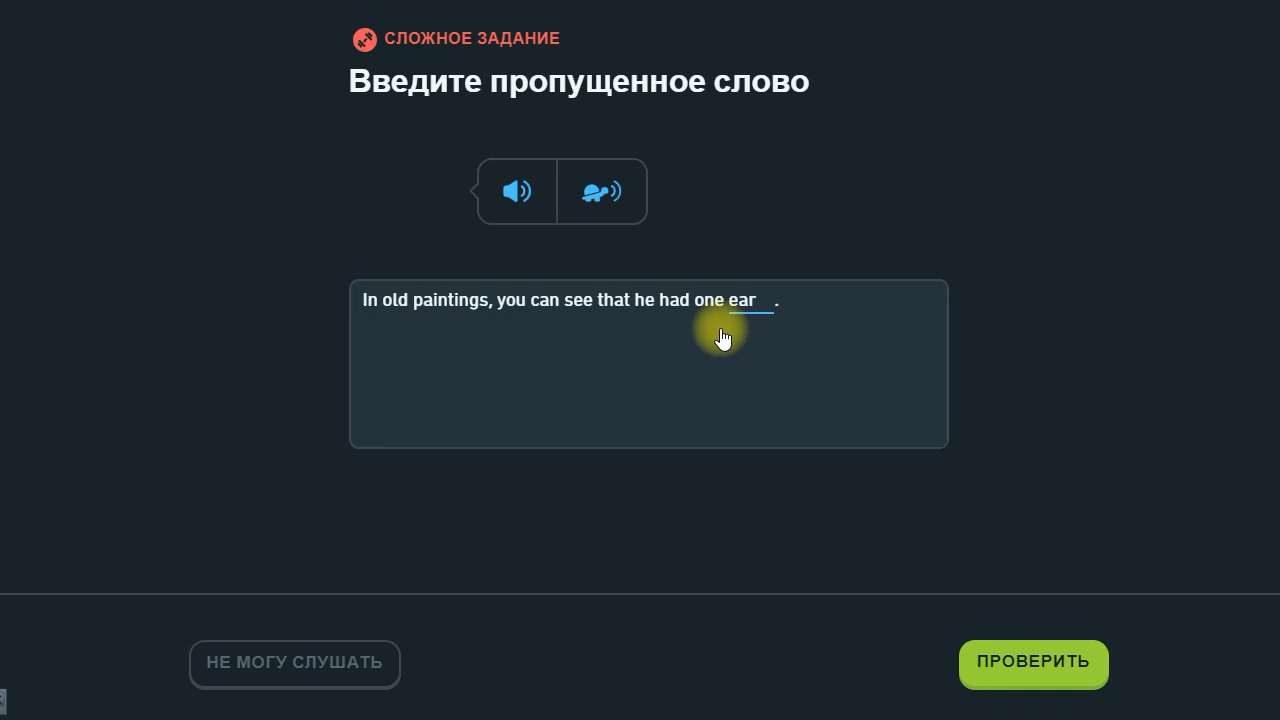 СЛОЖНОЕ ЗАДАНИЕ
Введите пропущенное слово
In old paintings, you can see that he had one ear .
НЕ МОГУ СЛУШАТЬ
ПРОВЕРИТЬ